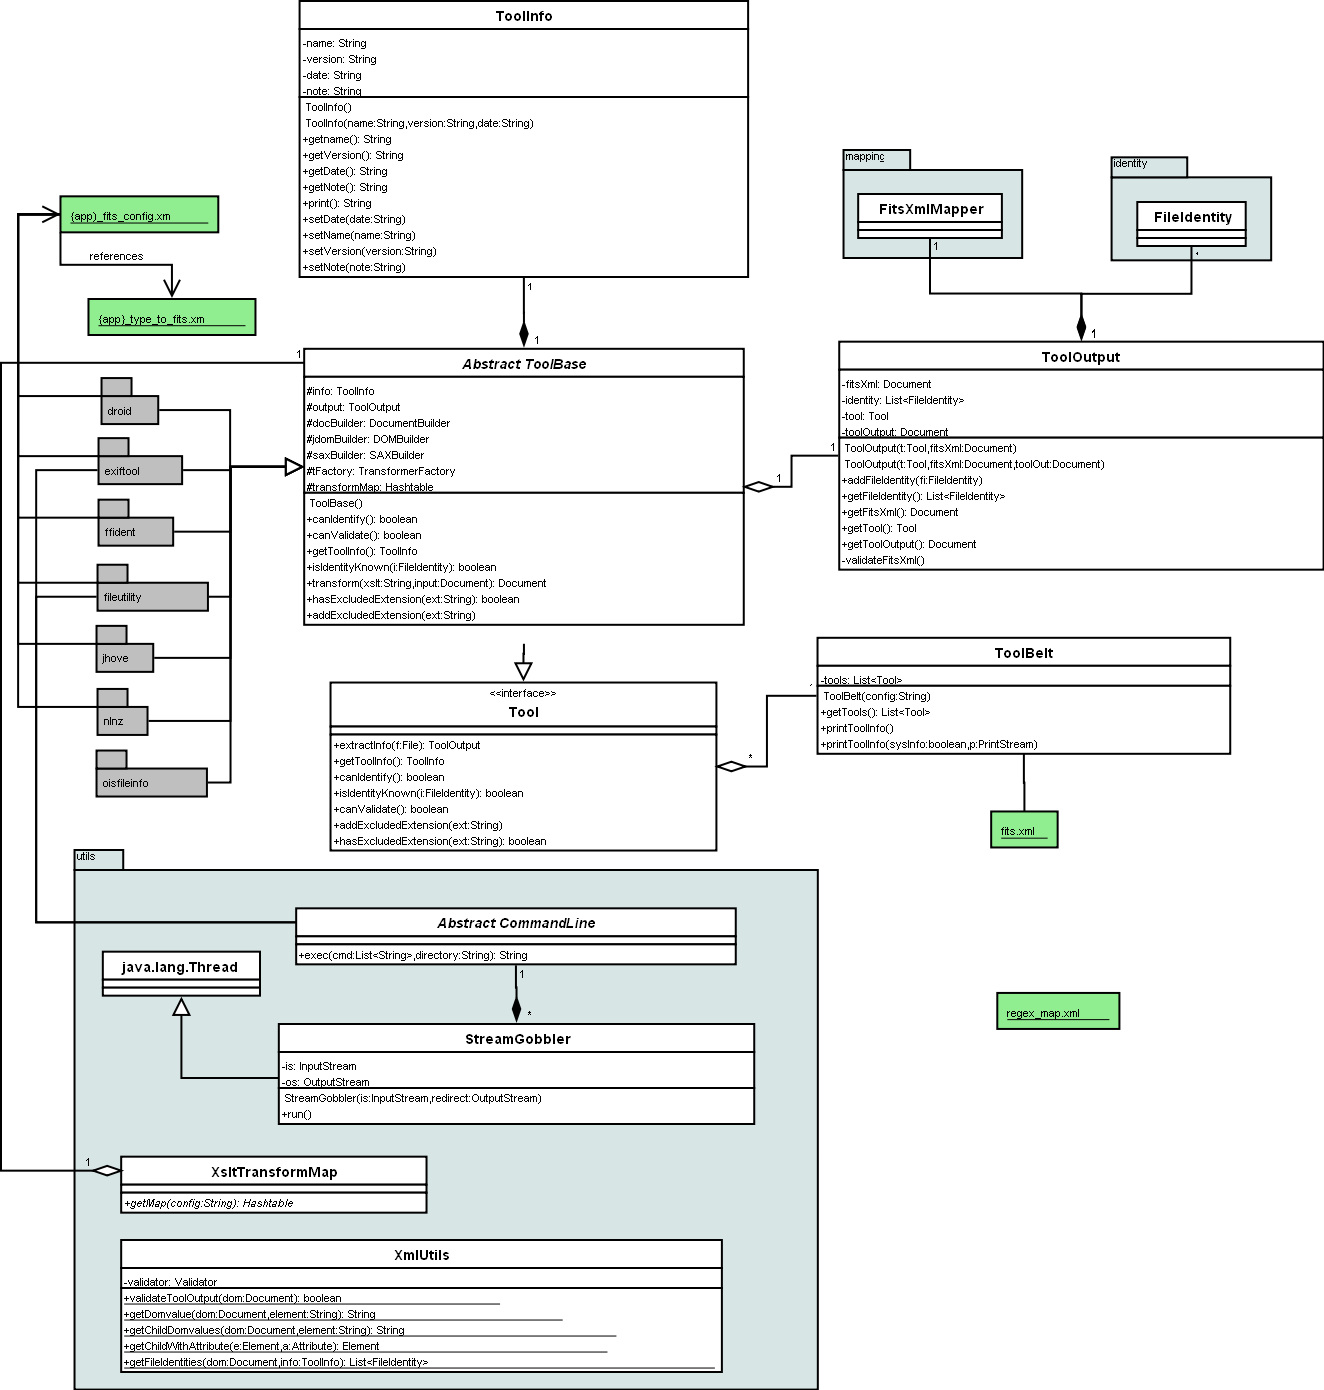 ToolInfo
-name: String
-version: String
-date: String
-note: String
ToolInfo()
ToolInfo(name:String,version:String,date:String)
+getname(): String
+getVersion(): String
+getDate(): String
+getNote(): String
+print(): String
+setDate(date:String)
+setName(name:String)
+setVersion(version:String)
+setNote(note:String)
1
1
mapping
FitsXmlMapper
1
identity
FileIdentity
*
1
{app)_fits_config.xm
references
{app}_type_to_fits.xm
1
droid
exiftool
ffident
fileutility
jhove
nlnz
oisfileinfo
Abstract ToolBase
#info: ToolInfo
#output: ToolOutput
#docBuilder: DocumentBuilder
#jdomBuilder: DOMBuilder
#saxBuilder: SAXBuilder
#tFactory: TransformerFactory
#transformMap: Hashtable
ToolBase()
+canIdentify(): boolean
+canValidate(): boolean
+getToolInfo(): ToolInfo
+isIdentityKnown(i:FileIdentity): boolean
+transform(xslt:String,input:Document): Document
+hasExcludedExtension(ext:String): boolean
+addExcludedExtension(ext:String)
1
1
ToolOutput
-fitsXml: Document
-identity: List<FileIdentity>
-tool: Tool
-toolOutput: Document
ToolOutput(t:Tool,fitsXml:Document)
ToolOutput(t:Tool,fitsXml:Document,toolOut:Document)
+addFileIdentity(fi:FileIdentity)
+getFileIdentity(): List<FileIdentity>
+getFitsXml(): Document
+getTool(): Tool
+getToolOutput(): Document
-validateFitsXml()
<<interface>>
Tool
+extractInfo(f:File): ToolOutput
+getToolInfo(): ToolInfo
+canIdentify(): boolean
+isIdentityKnown(i:FileIdentity): boolean
+canValidate(): boolean
+addExcludedExtension(ext:String)
+hasExcludedExtension(ext:String): boolean
*
ToolBelt
-tools: List<Tool>
ToolBelt(config:String)
+getTools(): List<Tool>
+printToolInfo()
+printToolInfo(sysInfo:boolean,p:PrintStream)
fits.xml
regex_map.xml
utils
Abstract CommandLine
+exec(cmd:List<String>,directory:String): String
1
*
java.lang.Thread
StreamGobbler
-is: InputStream
-os: OutputStream
StreamGobbler(is:InputStream,redirect:OutputStream)
+run()
1
XsltTransformMap
+getMap(config:String): Hashtable
XmlUtils
-validator: Validator
+validateToolOutput(dom:Document): boolean
+getDomvalue(dom:Document,element:String): String
+getChildDomvalues(dom:Document,element:String): String
+getChildWithAttribute(e:Element,a:Attribute): Element
+getFileIdentities(dom:Document,info:ToolInfo): List<FileIdentity>